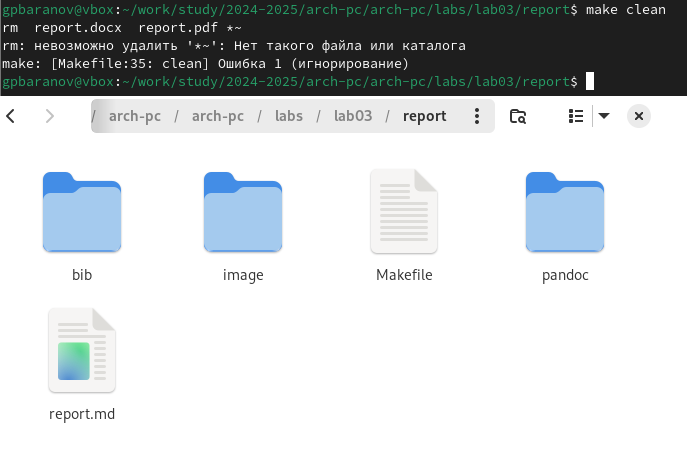 gpbaranov@vbox:~/work/study/2024-2025/arch-pc/arch-pc/labs/lab03/report$ make clean
rm  report.docx  report.pdf *~
rm: невозможно удалить '*~': Нет такого файла или каталога
make: [Makefile:35: clean] Ошибка 1 (игнорирование)
gpbaranov@vbox:~/work/study/2024-2025/arch-pc/arch-pc/labs/lab03/report$
/ arch-pc / arch-pc / labs / lab03 / report
bib image Makefile pandoc
report.md